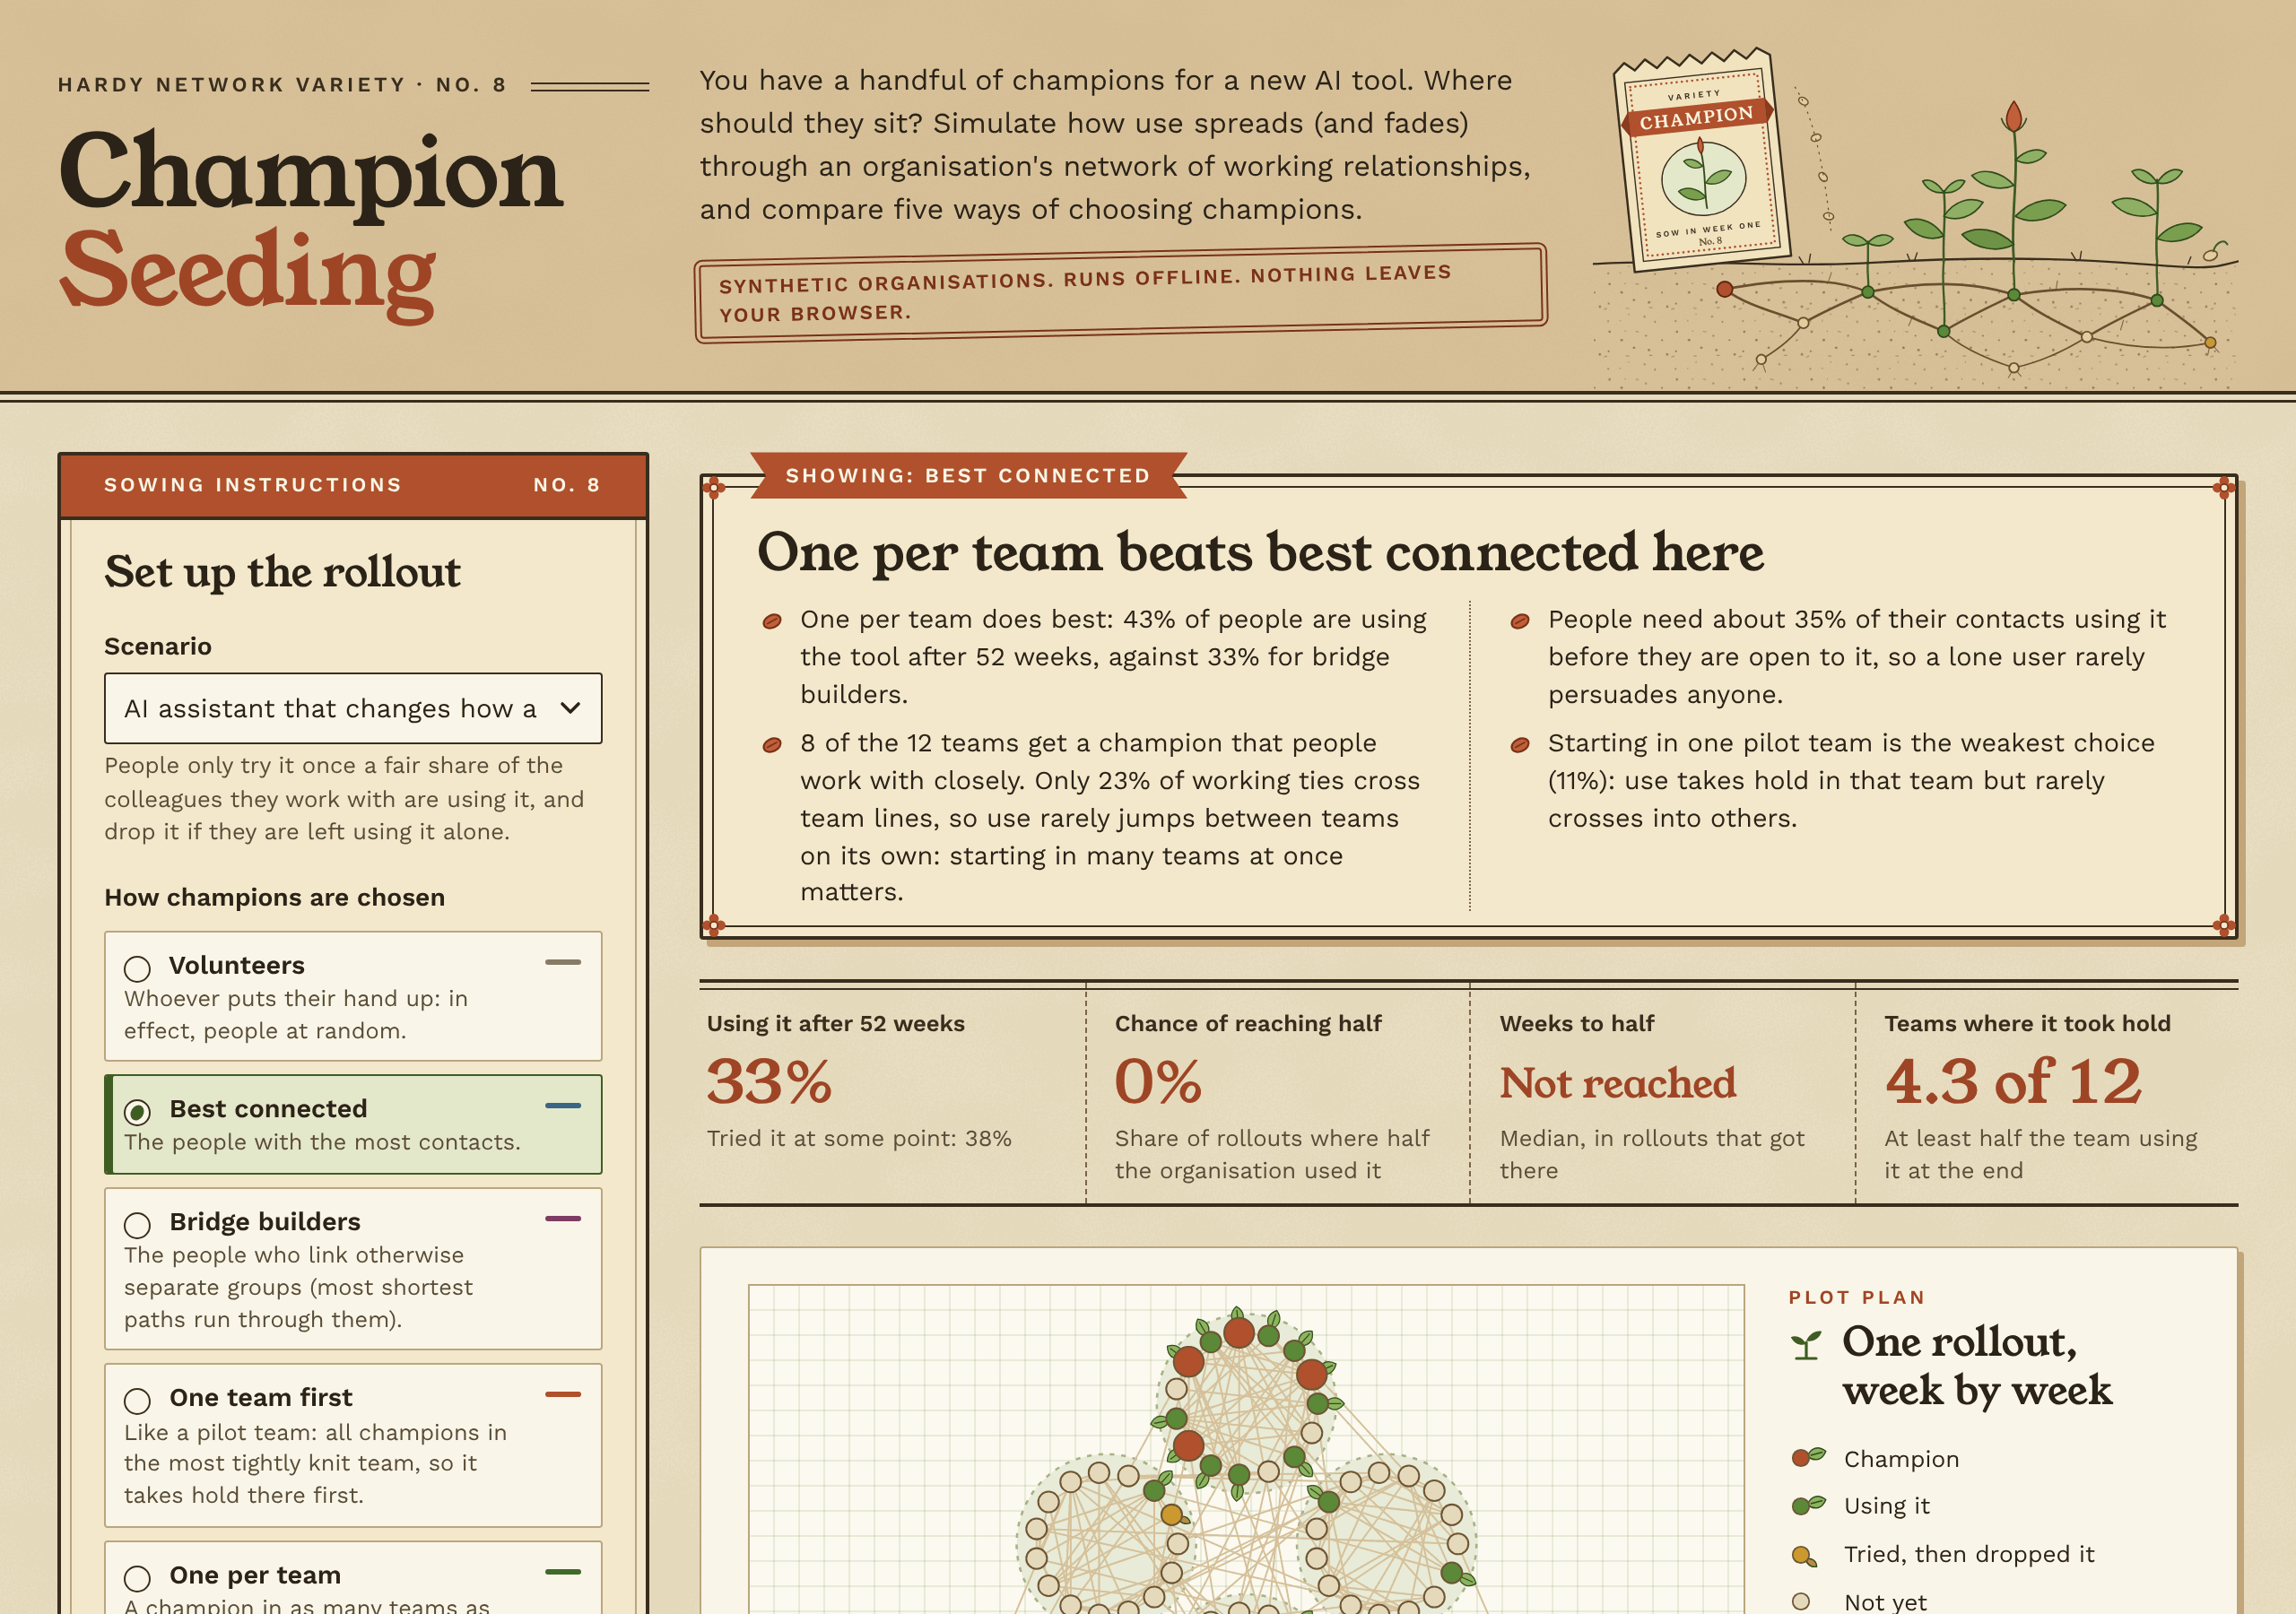 HARDY NETWORK VARIETY · NO. 8
Champion
Seeding
You have a handful of champions for a new AI tool. Where
should they sit? Simulate how use spreads (and fades)
through an organisation's network of working relationships,
and compare five ways of choosing champions.
SYNTHETIC ORGANISATIONS. RUNS OFFLINE. NOTHING LEAVES
YOUR BROWSER.
VARIETY
CHAMPION
SOW IN WEEK ONE
No. 8
SOWING INSTRUCTIONS NO. 8
Set up the rollout
Scenario
AI assistant that changes how a
People only try it once a fair share of the
colleagues they work with are using it, and
drop it if they are left using it alone.
How champions are chosen
Volunteers
Whoever puts their hand up: in
effect, people at random.
Best connected
The people with the most contacts.
Bridge builders
The people who link otherwise
separate groups (most shortest
paths run through them).
One team first
Like a pilot team: all champions in
the most tightly knit team, so it
takes hold there first.
One per team
A champion in as many teams as
SHOWING: BEST CONNECTED
One per team beats best connected here
One per team does best: 43% of people are using
the tool after 52 weeks, against 33% for bridge
builders.
8 of the 12 teams get a champion that people
work with closely. Only 23% of working ties cross
team lines, so use rarely jumps between teams
on its own: starting in many teams at once
matters.
People need about 35% of their contacts using it
before they are open to it, so a lone user rarely
persuades anyone.
Starting in one pilot team is the weakest choice
(11%): use takes hold in that team but rarely
crosses into others.
Using it after 52 weeks
33%
Tried it at some point: 38%
Chance of reaching half
0%
Share of rollouts where half
the organisation used it
Weeks to half
Not reached
Median, in rollouts that got
there
Teams where it took hold
4.3 of 12
At least half the team using
it at the end
PLOT PLAN
One rollout,
week by week
Champion
Using it
Tried, then dropped it
Not yet